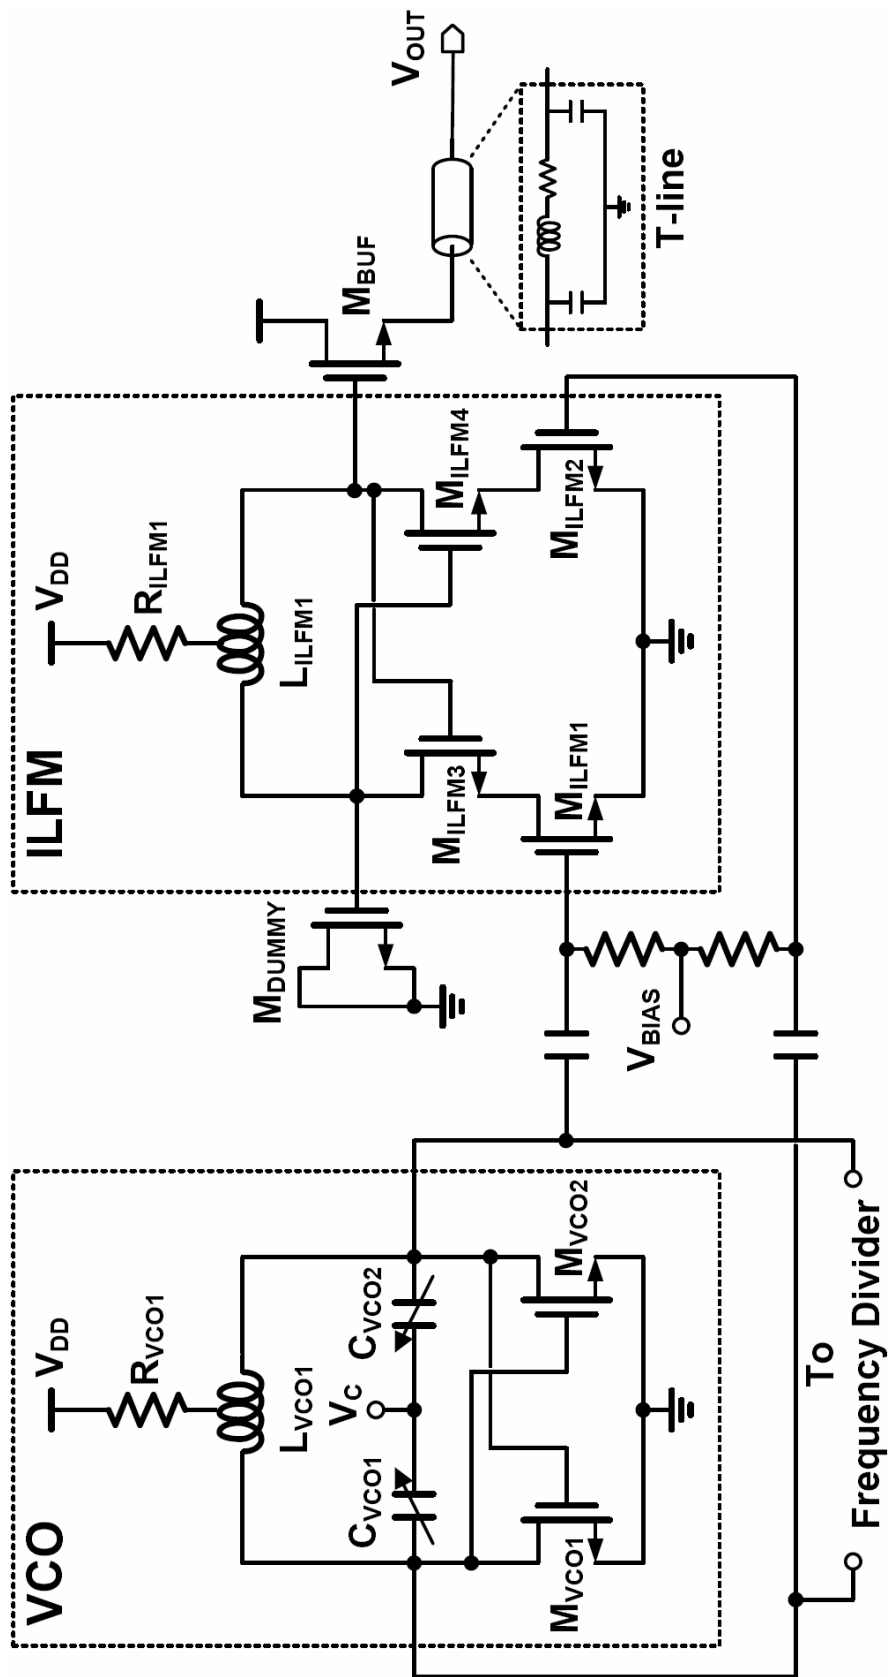 VCO
V_DD
R_VCO1
L_VCO1
V_C
C_VCO1
C_VCO2
M_VCO1
M_VCO2
To
Frequency Divider
V_BIAS
M_DUMMY
ILFM
V_DD
R_ILFM1
L_ILFM1
M_ILFM3
M_ILFM4
M_ILFM1
M_ILFM2
M_BUF
V_OUT
T-line